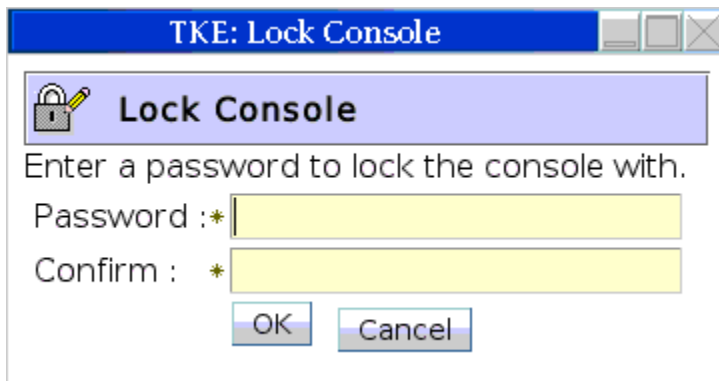 TKE: Lock Console
Lock Console
Enter a password to lock the console with.
Password :*
Confirm : *
OK Cancel